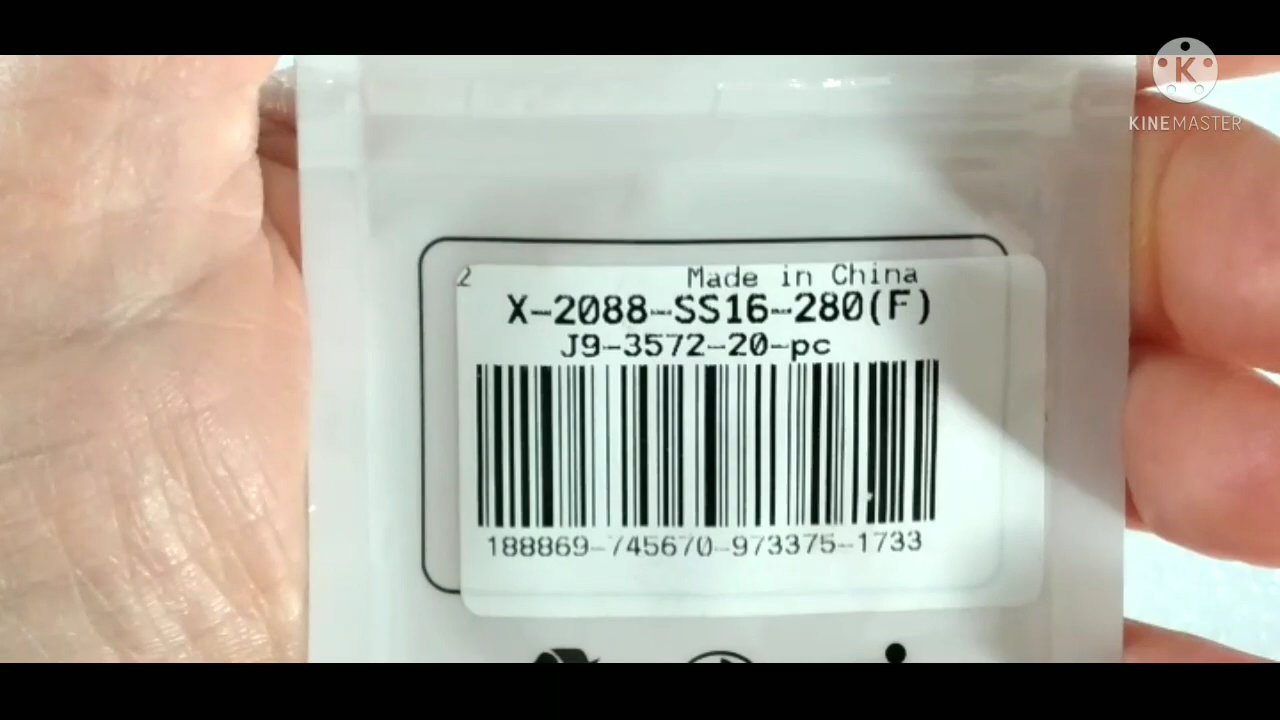 K
KINEMASTER
2
Made in China
X-2088-SS16-280(F)
J9-3572-20-pc
188869-745670-973375-1733